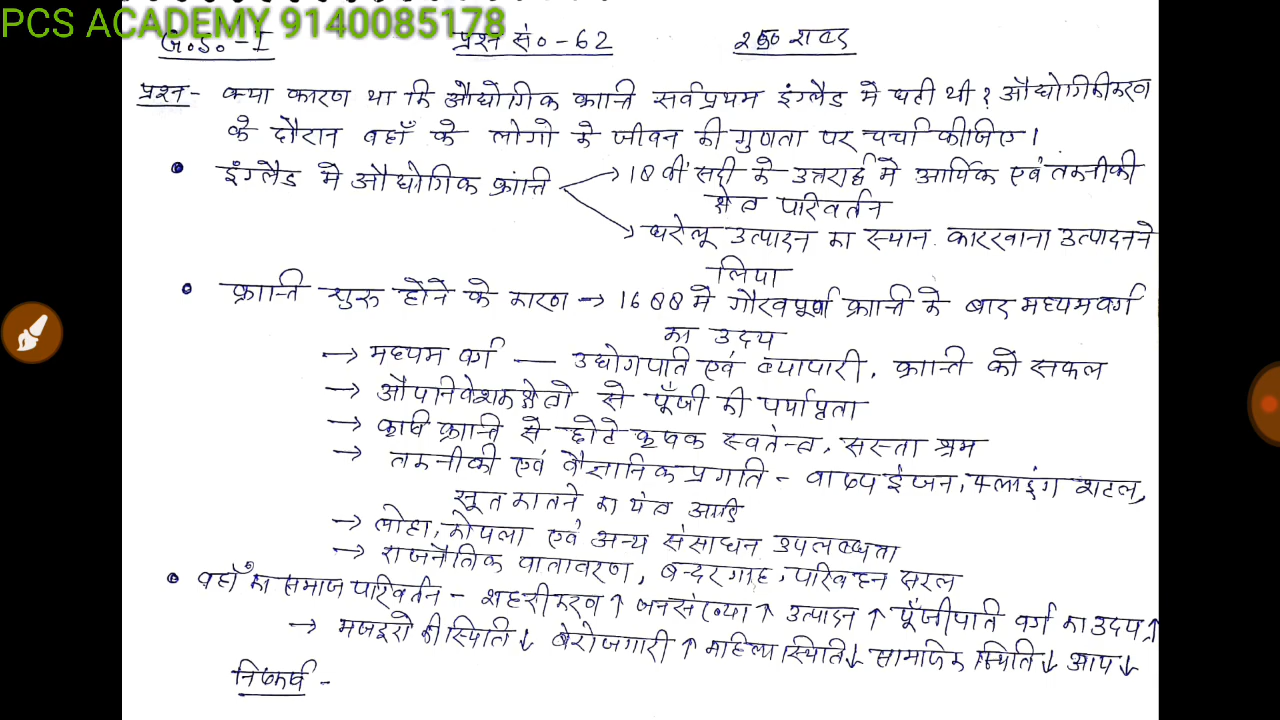 PCS ACADEMY 9140085178
G.S.-I प्रश्न सं०-62 250 शब्द
प्रश्न- क्या कारण था कि औद्योगिक क्रान्ति सर्वप्रथम इंग्लैड में घटी थी ? औद्योगिकीकरण
के दौरान वहाँ के लोगो के जीवन की गुणता पर चर्चा कीजिए।
• इंग्लैड में औद्योगिक क्रांति → 18 वीं सदी के उत्तरार्द्ध में आर्थिक एवं तकनीकी
क्षेत्र परिवर्तन
→ घरेलू उत्पादन का स्थान कारखाना उत्पादन ने
लिया
• क्रान्ति शुरू होने के कारण → 1688 में गौरवपूर्ण क्रान्ति के बाद मध्यमवर्ग
का उदय
→ मध्यम वर्ग — उद्योगपति एवं व्यापारी, क्रान्ति को सफल
→ औपनिवेशक क्षेत्रो से पूँजी की पर्याप्तता
→ कृषि क्रान्ति से छोटे कृषक स्वतंन्त्र, सस्ता श्रम
→ तकनीकी एवं वैज्ञानिक प्रगति - वाष्प इंजन, फ्लाइंग शटल,
सूत कातने का यंत्र आदि
→ लोहा, कोयला एवं अन्य संसाधन उपलब्धता
→ राजनैतिक वातावरण, बन्दरगाह, परिवहन सरल
• वहाँ का समाज परिवर्तन - शहरीकरण ↑ जनसंख्या ↑ उत्पादन ↑ पूँजीपति वर्ग का उदय ↑
→ मजदूरो की स्थिति ↓ बेरोजगारी ↑ महिला स्थिति ↓ सामाजिक स्थिति ↓ आय ↓
निष्कर्ष -